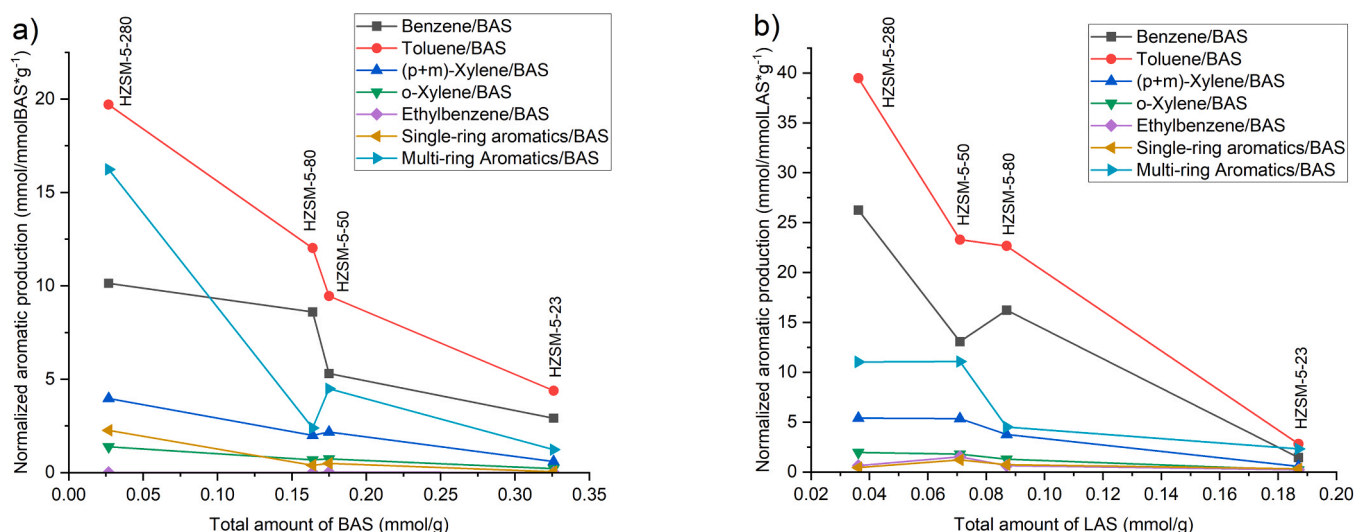 a)
Normalized aromatic production (mmol/mmolBAS*g⁻¹)
20
15
10
5
0
0.00 0.05 0.10 0.15 0.20 0.25 0.30 0.35
Total amount of BAS (mmol/g)
HZSM-5-280
HZSM-5-80
HZSM-5-50
HZSM-5-23
Benzene/BAS
Toluene/BAS
(p+m)-Xylene/BAS
o-Xylene/BAS
Ethylbenzene/BAS
Single-ring aromatics/BAS
Multi-ring Aromatics/BAS
b)
Normalized aromatic production (mmol/mmolLAS*g⁻¹)
40
35
30
25
20
15
10
5
0
0.02 0.04 0.06 0.08 0.10 0.12 0.14 0.16 0.18 0.20
Total amount of LAS (mmol/g)
HZSM-5-280
HZSM-5-50
HZSM-5-80
HZSM-5-23
Benzene/BAS
Toluene/BAS
(p+m)-Xylene/BAS
o-Xylene/BAS
Ethylbenzene/BAS
Single-ring aromatics/BAS
Multi-ring Aromatics/BAS